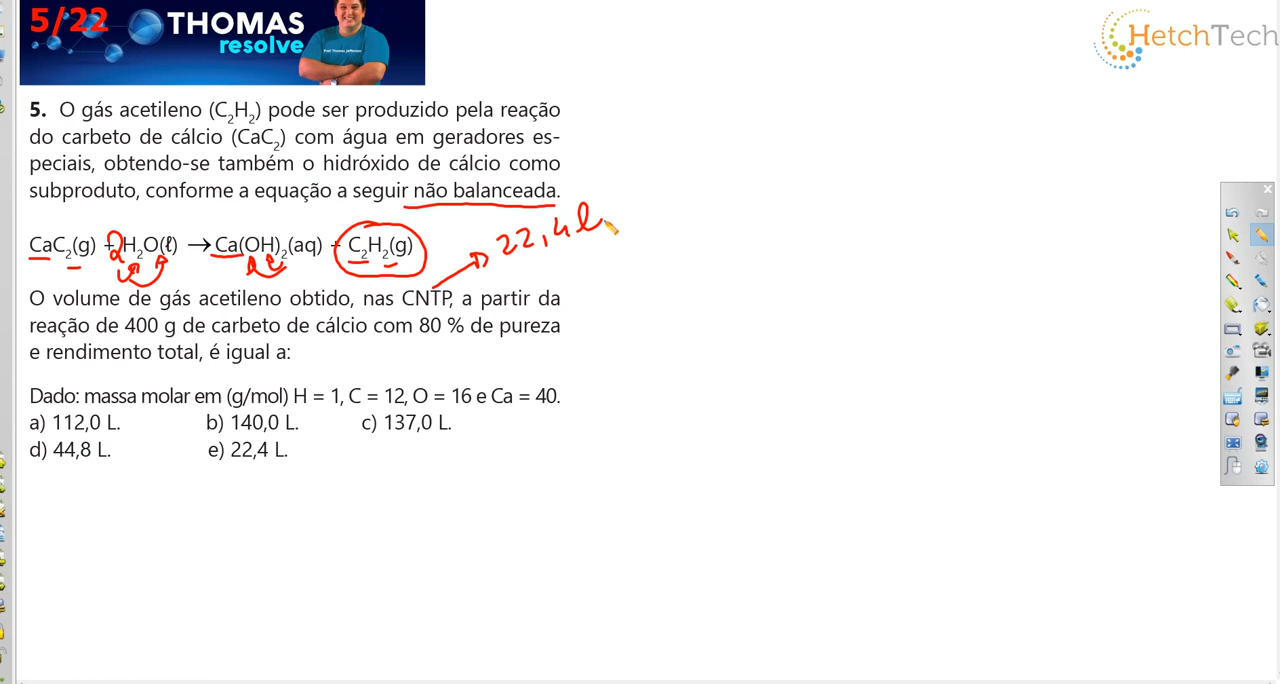 5/22
THOMAS
resolve
Prof. Thomas Jefferson
HetchTech
5. O gás acetileno (C₂H₂) pode ser produzido pela reação
do carbeto de cálcio (CaC₂) com água em geradores es-
peciais, obtendo-se também o hidróxido de cálcio como
subproduto, conforme a equação a seguir não balanceada.
22,4l
CaC₂(g) + 2H₂O(ℓ) → Ca(OH)₂(aq) + C₂H₂(g)
O volume de gás acetileno obtido, nas CNTP, a partir da
reação de 400 g de carbeto de cálcio com 80 % de pureza
e rendimento total, é igual a:
Dado: massa molar em (g/mol) H = 1, C = 12, O = 16 e Ca = 40.
a) 112,0 L. b) 140,0 L. c) 137,0 L.
d) 44,8 L. e) 22,4 L.